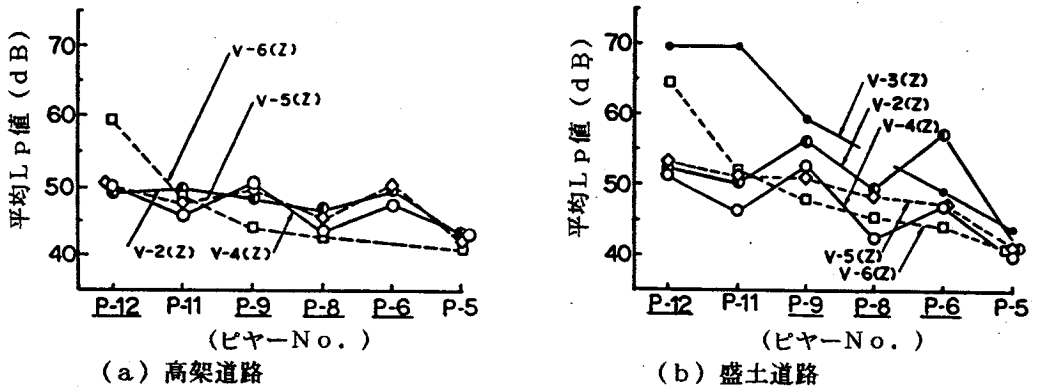 平均Lp値(dB)
70
60
50
40
V-6(Z)
V-5(Z)
V-2(Z)
V-4(Z)
P-12 P-11 P-9 P-8 P-6 P-5
(ピヤーNo.)
(a) 高架道路
平均Lp値(dB)
70
60
50
40
V-3(Z)
V-2(Z)
V-4(Z)
V-5(Z)
V-6(Z)
P-12 P-11 P-9 P-8 P-6 P-5
(ピヤーNo.)
(b) 盛土道路